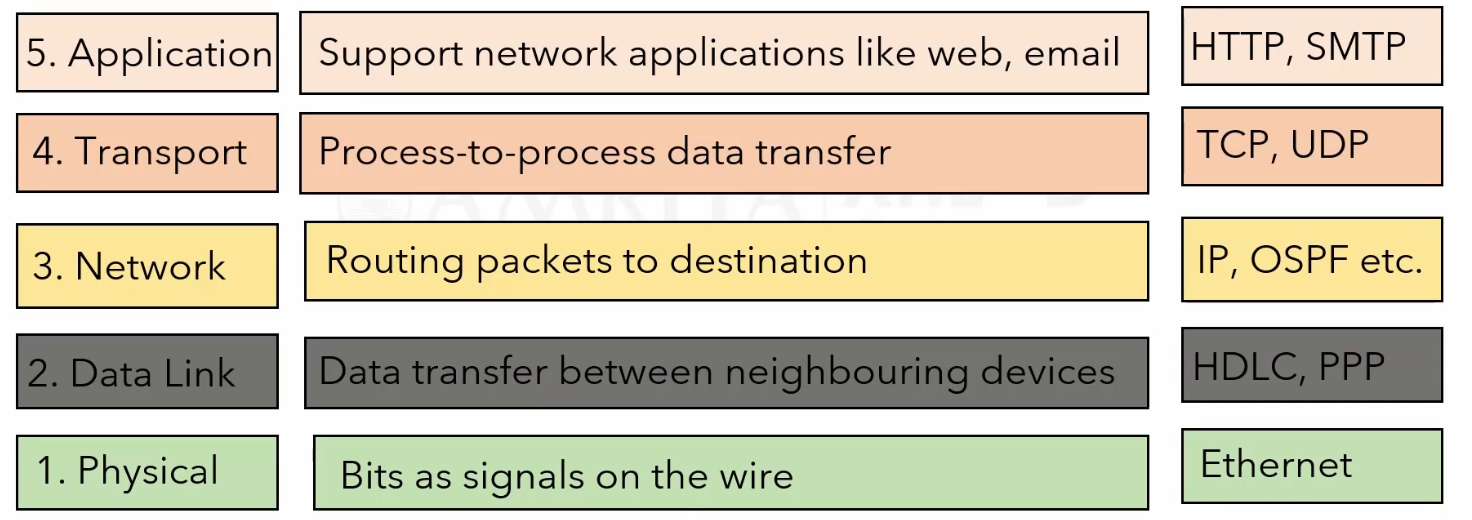 5. Application
Support network applications like web, email
HTTP, SMTP
4. Transport
Process-to-process data transfer
TCP, UDP
3. Network
Routing packets to destination
IP, OSPF etc.
2. Data Link
Data transfer between neighbouring devices
HDLC, PPP
1. Physical
Bits as signals on the wire
Ethernet